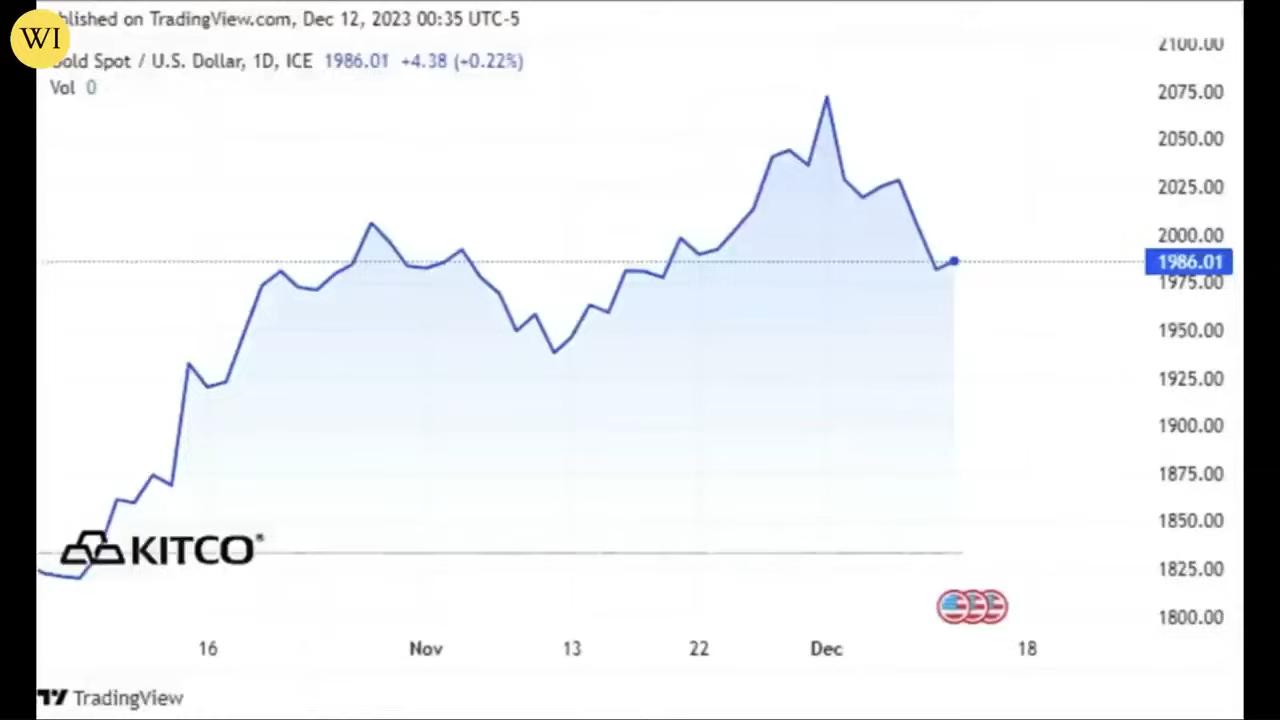 WI
blished on TradingView.com, Dec 12, 2023 00:35 UTC-5
Gold Spot / U.S. Dollar, 1D, ICE 1986.01 +4.38 (+0.22%)
Vol 0
2100.00
2075.00
2050.00
2025.00
2000.00
1986.01
1975.00
1950.00
1925.00
1900.00
1875.00
1850.00
1825.00
1800.00
KITCO®
16 Nov 13 22 Dec 18
TradingView